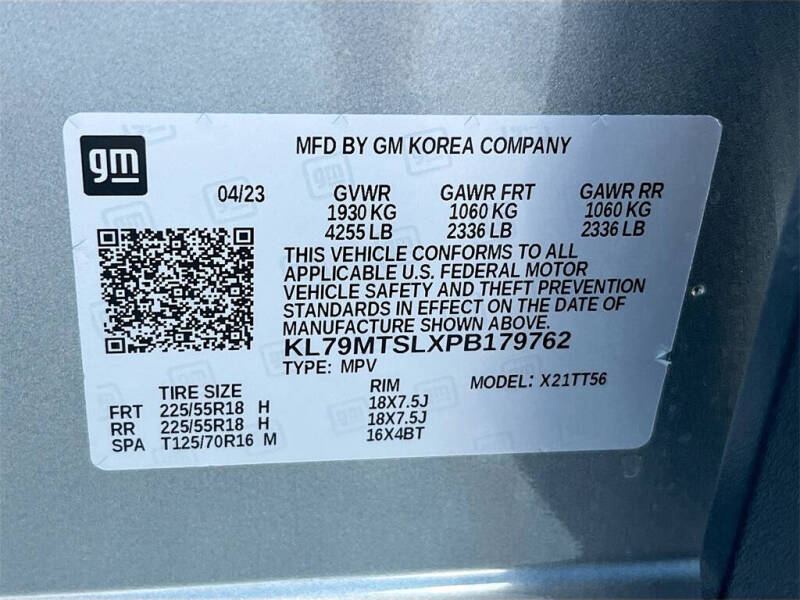 gm
MFD BY GM KOREA COMPANY
04/23 GVWR GAWR FRT GAWR RR
1930 KG 1060 KG 1060 KG
4255 LB 2336 LB 2336 LB
THIS VEHICLE CONFORMS TO ALL
APPLICABLE U.S. FEDERAL MOTOR
VEHICLE SAFETY AND THEFT PREVENTION
STANDARDS IN EFFECT ON THE DATE OF
MANUFACTURE SHOWN ABOVE.
KL79MTSLXPB179762
TYPE: MPV MODEL: X21TT56
TIRE SIZE RIM
FRT 225/55R18 H 18X7.5J
RR 225/55R18 H 18X7.5J
SPA T125/70R16 M 16X4BT